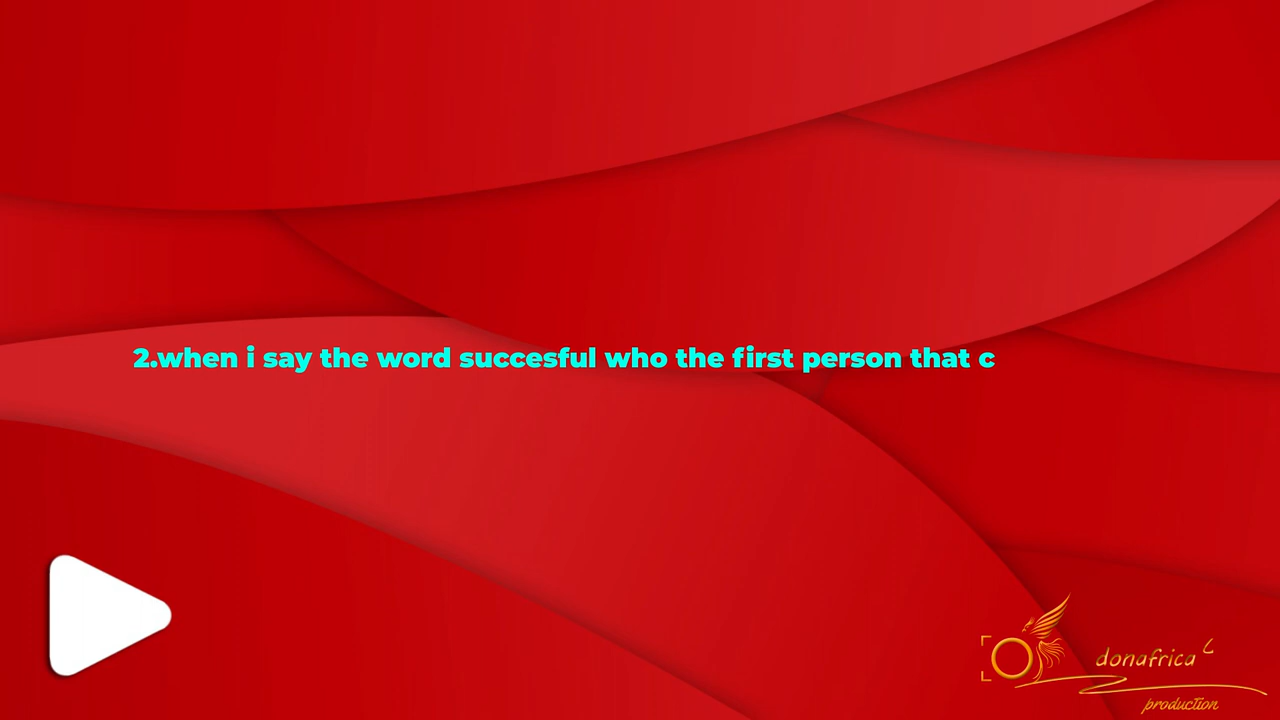 2.when i say the word succesful who the first person that c
donafrica
production